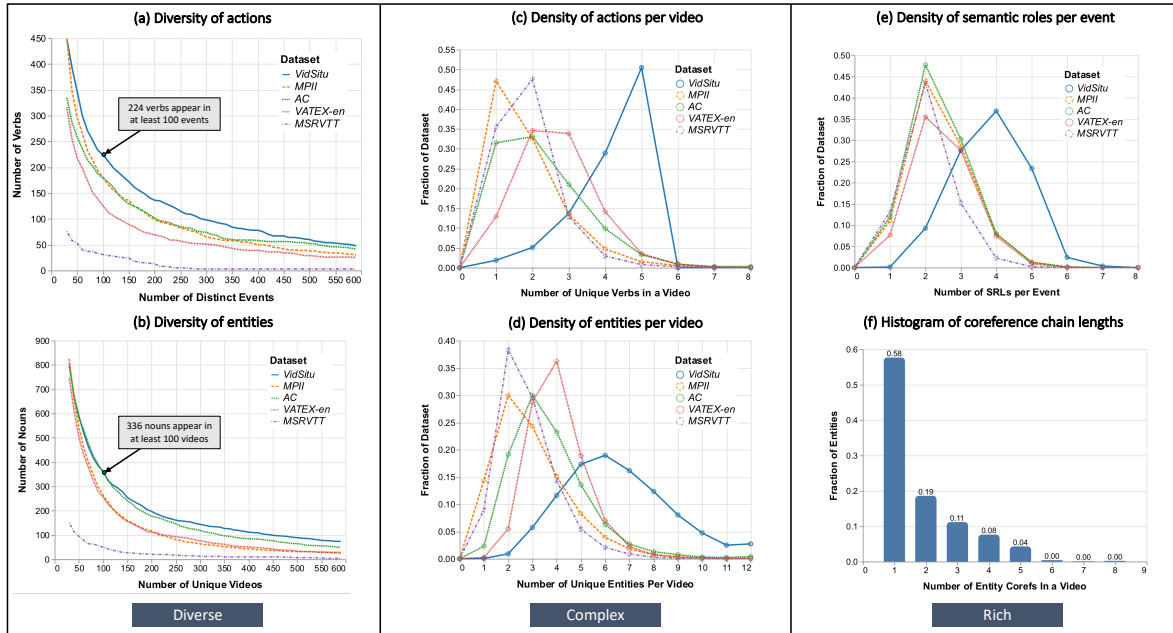 (a) Diversity of actions
450
400
350
300
250
200
150
100
50
0
Number of Verbs
0 50 100 150 200 250 300 350 400 450 500 550 600
Number of Distinct Events
Dataset
VidSitu
MPII
AC
VATEX-en
MSRVTT
224 verbs appear in
at least 100 events
(b) Diversity of entities
900
800
700
600
500
400
300
200
100
0
Number of Nouns
0 50 100 150 200 250 300 350 400 450 500 550 600
Number of Unique Videos
Dataset
VidSitu
MPII
AC
VATEX-en
MSRVTT
336 nouns appear in
at least 100 videos
Diverse
(c) Density of actions per video
0.55
0.50
0.45
0.40
0.35
0.30
0.25
0.20
0.15
0.10
0.05
0.00
Fraction of Dataset
0 1 2 3 4 5 6 7 8
Number of Unique Verbs in a Video
Dataset
VidSitu
MPII
AC
VATEX-en
MSRVTT
(d) Density of entities per video
0.40
0.35
0.30
0.25
0.20
0.15
0.10
0.05
0.00
Fraction of Dataset
0 1 2 3 4 5 6 7 8 9 10 11 12
Number of Unique Entities Per Video
Dataset
VidSitu
MPII
AC
VATEX-en
MSRVTT
Complex
(e) Density of semantic roles per event
0.50
0.45
0.40
0.35
0.30
0.25
0.20
0.15
0.10
0.05
0.00
Fraction of Dataset
0 1 2 3 4 5 6 7 8
Number of SRLs per Event
Dataset
VidSitu
MPII
AC
VATEX-en
MSRVTT
(f) Histogram of coreference chain lengths
0.6
0.5
0.4
0.3
0.2
0.1
0.0
Fraction of Entities
0.58
0.19
0.11
0.08
0.04
0.00
0.00
0.00
0 1 2 3 4 5 6 7 8 9
Number of Entity Corefs In a Video
Rich